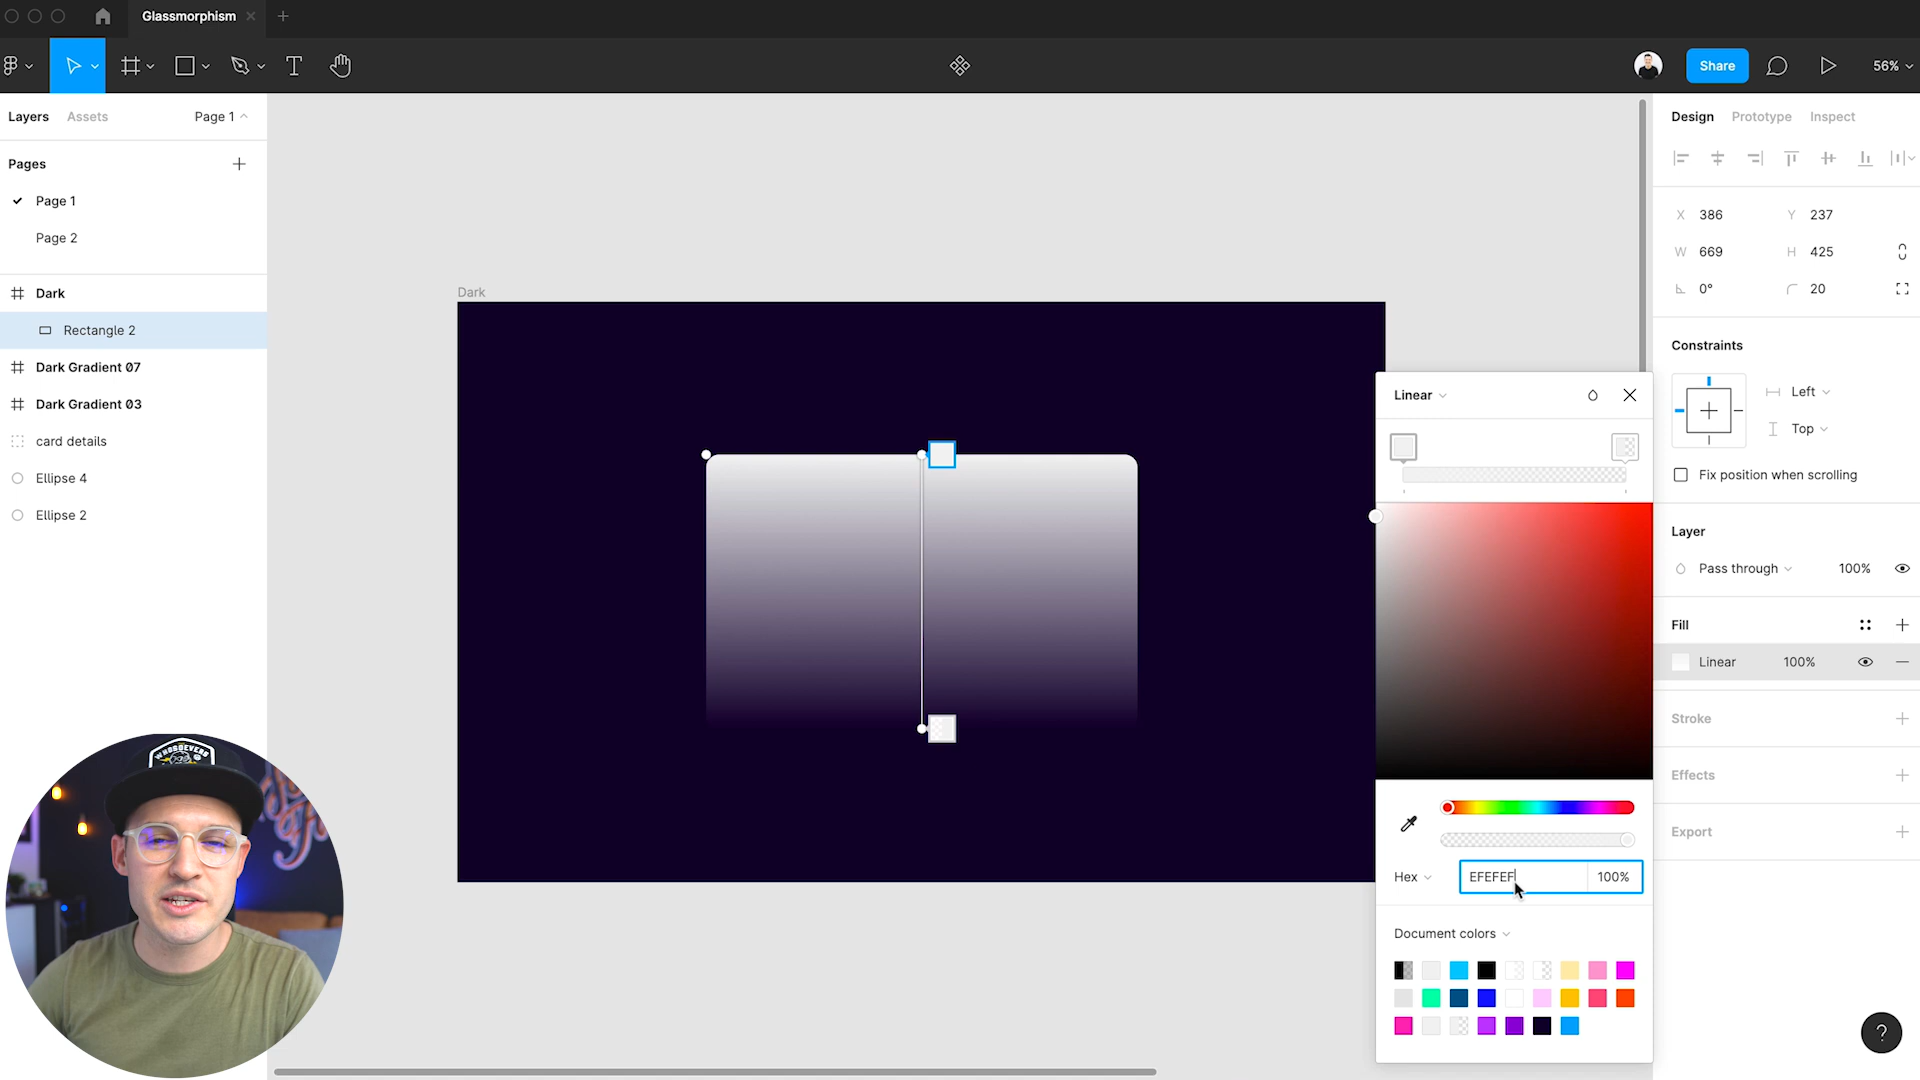 Glassmorphism
Share
56%
Layers
Assets
Page 1
Design
Prototype
Inspect
Pages
Page 1
Page 2
Dark
Rectangle 2
Dark Gradient 07
Dark Gradient 03
card details
Ellipse 4
Ellipse 2
Dark
WHOSOEVERS
Linear
Hex
EFEFEF
100%
Document colors
X 386
Y 237
W 669
H 425
0°
20
Constraints
Left
Top
Fix position when scrolling
Layer
Pass through
100%
Fill
Linear
100%
Stroke
Effects
Export
?